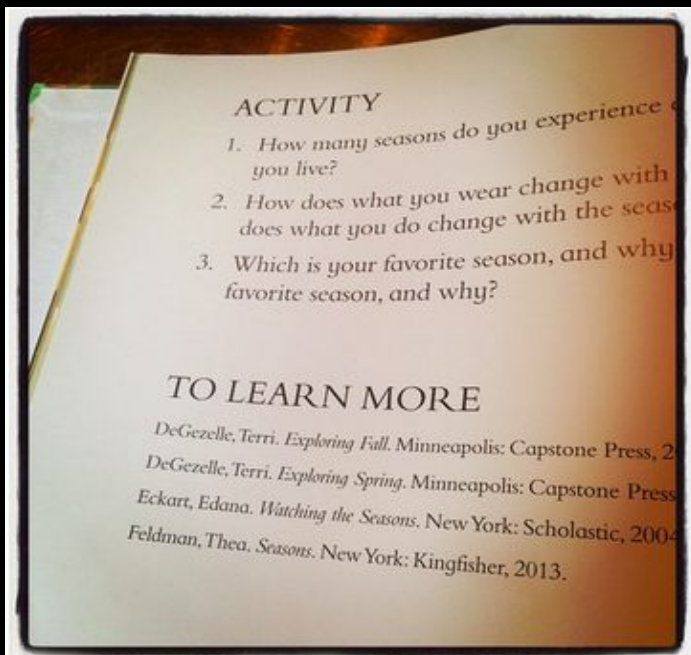 ACTIVITY
1. How many seasons do you experience
you live?
2. How does what you wear change with
does what you do change with the
3. Which is your favorite season, and why
favorite season, and why?
TO LEARN MORE
DeGezelle, Terri. Exploring Fall. Minneapolis: Capstone Press,
DeGezelle, Terri. Exploring Spring. Minneapolis: Capstone Press
Eckart, Edana. Watching the Seasons. New York: Scholastic, 2004
Feldman, Thea. Seasons. New York: Kingfisher, 2013.